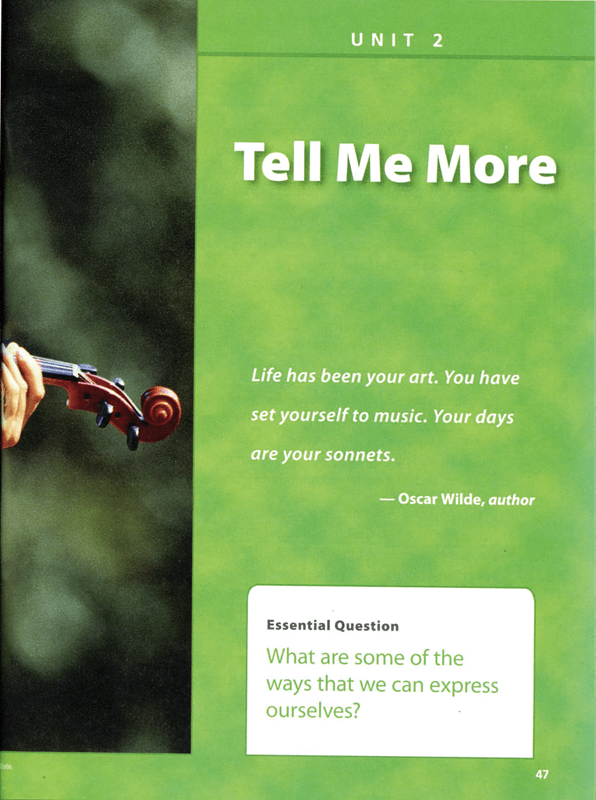 UNIT 2
Tell Me More
Life has been your art. You have
set yourself to music. Your days
are your sonnets.
— Oscar Wilde, author
Essential Question
What are some of the
ways that we can express
ourselves?
47